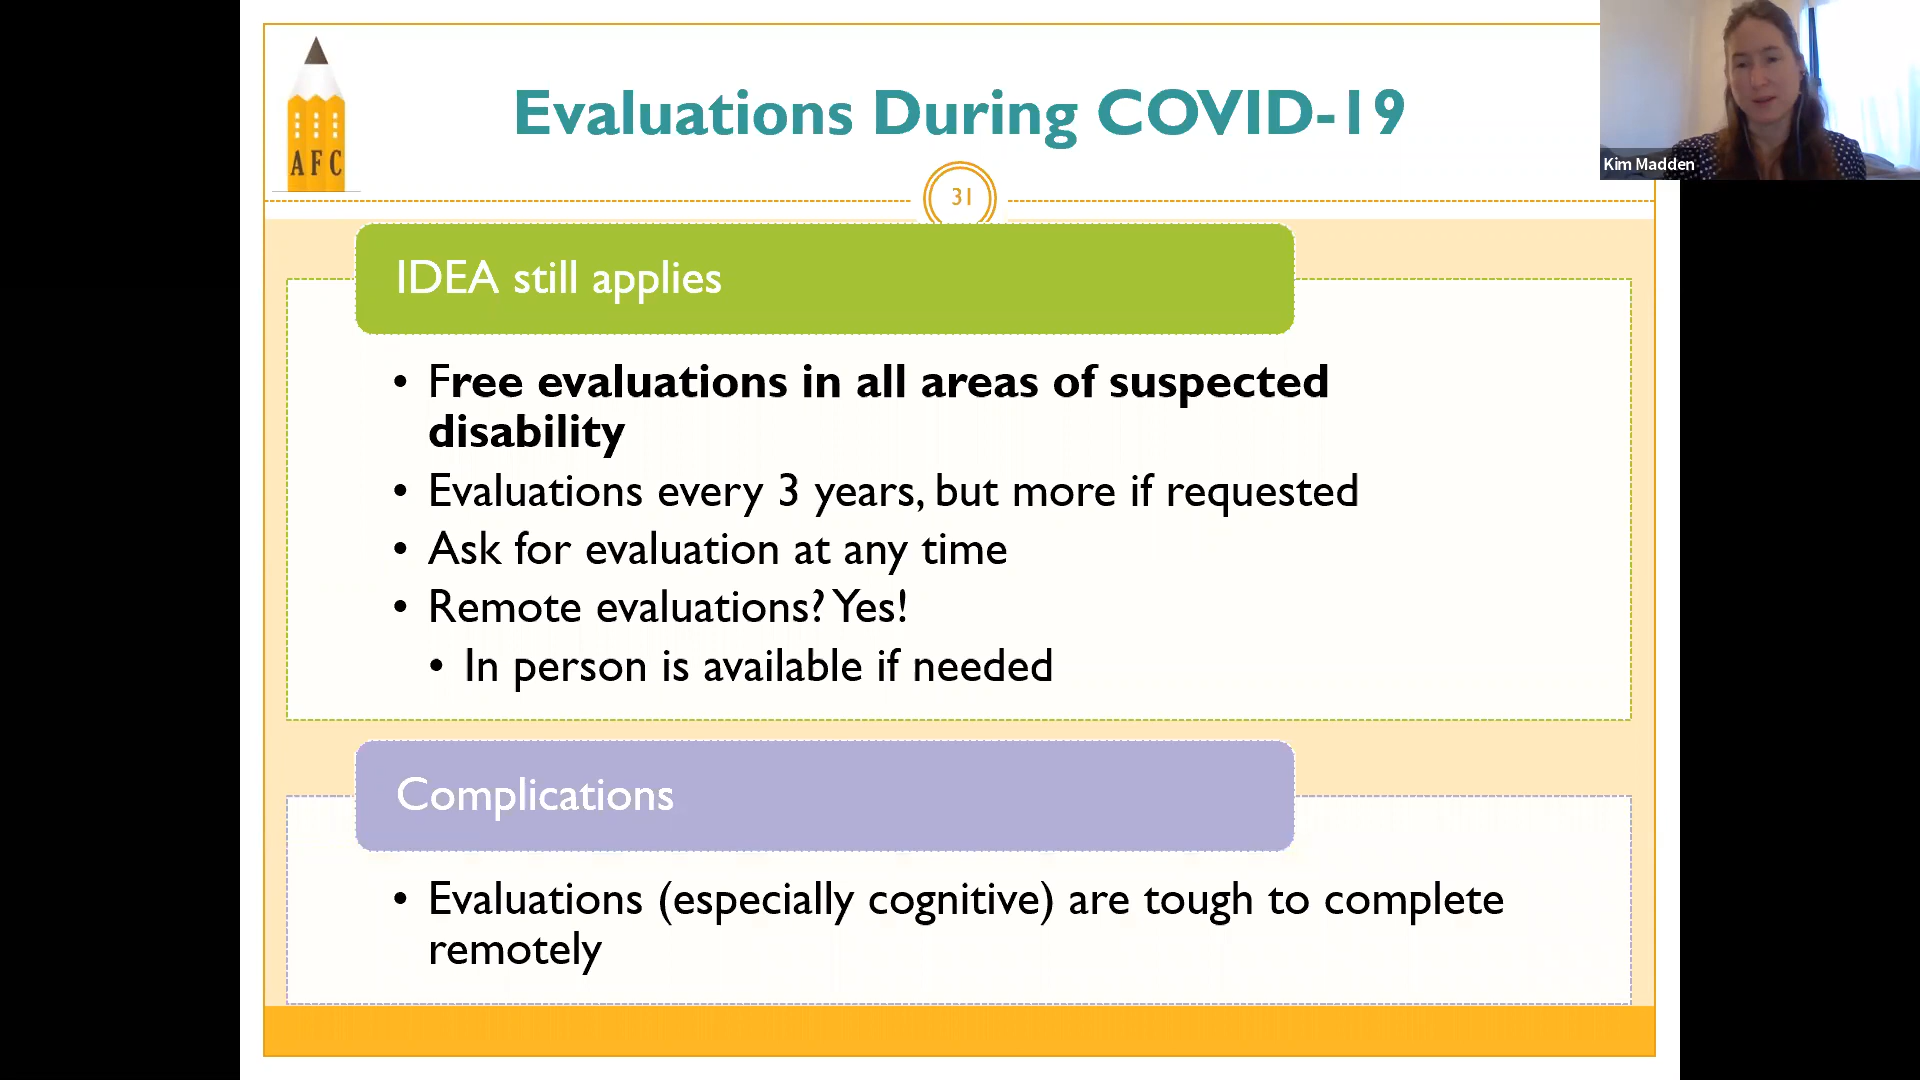 AFC
Evaluations During COVID-19
Kim Madden
31
IDEA still applies
• Free evaluations in all areas of suspected
disability
• Evaluations every 3 years, but more if requested
• Ask for evaluation at any time
• Remote evaluations? Yes!
• In person is available if needed
Complications
• Evaluations (especially cognitive) are tough to complete
remotely